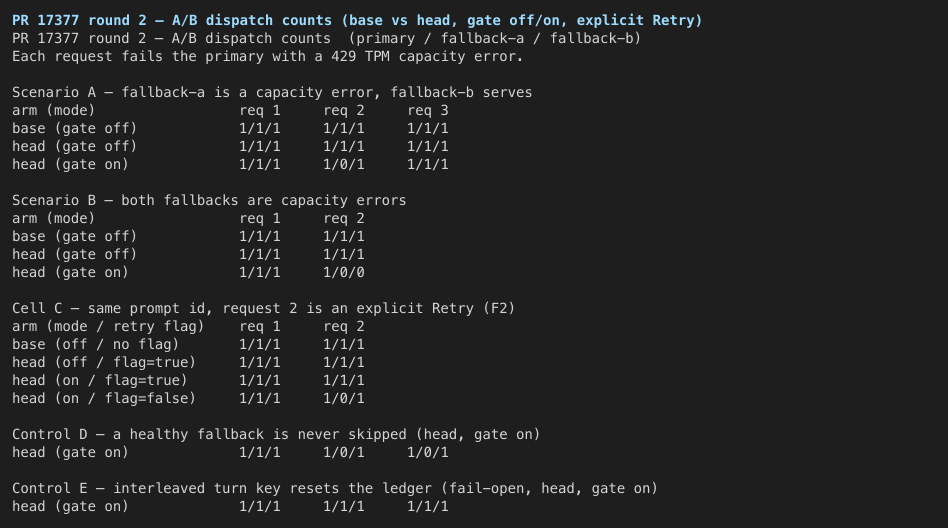 PR 17377 round 2 — A/B dispatch counts (base vs head, gate off/on, explicit Retry)
PR 17377 round 2 — A/B dispatch counts  (primary / fallback-a / fallback-b)
Each request fails the primary with a 429 TPM capacity error.

Scenario A — fallback-a is a capacity error, fallback-b serves
arm (mode)                 req 1     req 2     req 3
base (gate off)            1/1/1     1/1/1     1/1/1
head (gate off)            1/1/1     1/1/1     1/1/1
head (gate on)             1/1/1     1/0/1     1/1/1

Scenario B — both fallbacks are capacity errors
arm (mode)                 req 1     req 2
base (gate off)            1/1/1     1/1/1
head (gate off)            1/1/1     1/1/1
head (gate on)             1/1/1     1/0/0

Cell C — same prompt id, request 2 is an explicit Retry (F2)
arm (mode / retry flag)    req 1     req 2
base (off / no flag)       1/1/1     1/1/1
head (off / flag=true)     1/1/1     1/1/1
head (on / flag=true)      1/1/1     1/1/1
head (on / flag=false)     1/1/1     1/0/1

Control D — a healthy fallback is never skipped (head, gate on)
head (gate on)             1/1/1     1/0/1     1/0/1

Control E — interleaved turn key resets the ledger (fail-open, head, gate on)
head (gate on)             1/1/1     1/1/1     1/1/1